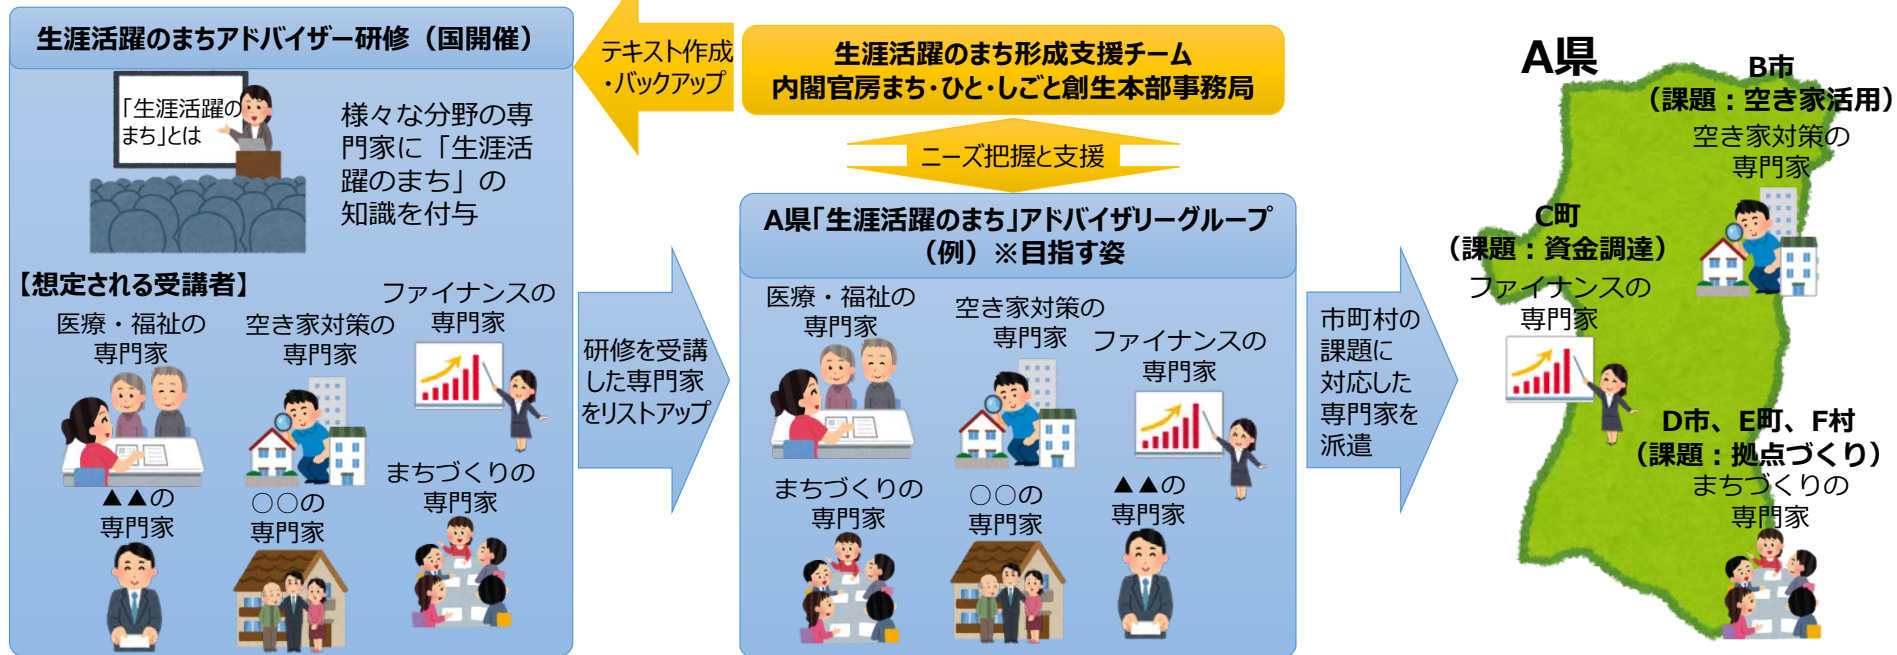 生涯活躍のまちアドバイザー研修（国開催）
「生涯活躍の
まち」とは
様々な分野の専
門家に「生涯活
躍のまち」の
知識を付与
【想定される受講者】
医療・福祉の
専門家
空き家対策の
専門家
ファイナンスの
専門家
▲▲の
専門家
○○の
専門家
まちづくりの
専門家
テキスト作成
・バックアップ
生涯活躍のまち形成支援チーム
内閣官房まち・ひと・しごと創生本部事務局
ニーズ把握と支援
研修を受講
した専門家
をリストアップ
A県「生涯活躍のまち」アドバイザリーグループ
（例）※目指す姿
医療・福祉の
専門家
空き家対策の
専門家
ファイナンスの
専門家
まちづくりの
専門家
○○の
専門家
▲▲の
専門家
市町村の
課題に
対応した
専門家を
派遣
A県
B市
（課題：空き家活用）
空き家対策の
専門家
C町
（課題：資金調達）
ファイナンスの
専門家
D市、E町、F村
（課題：拠点づくり）
まちづくりの
専門家